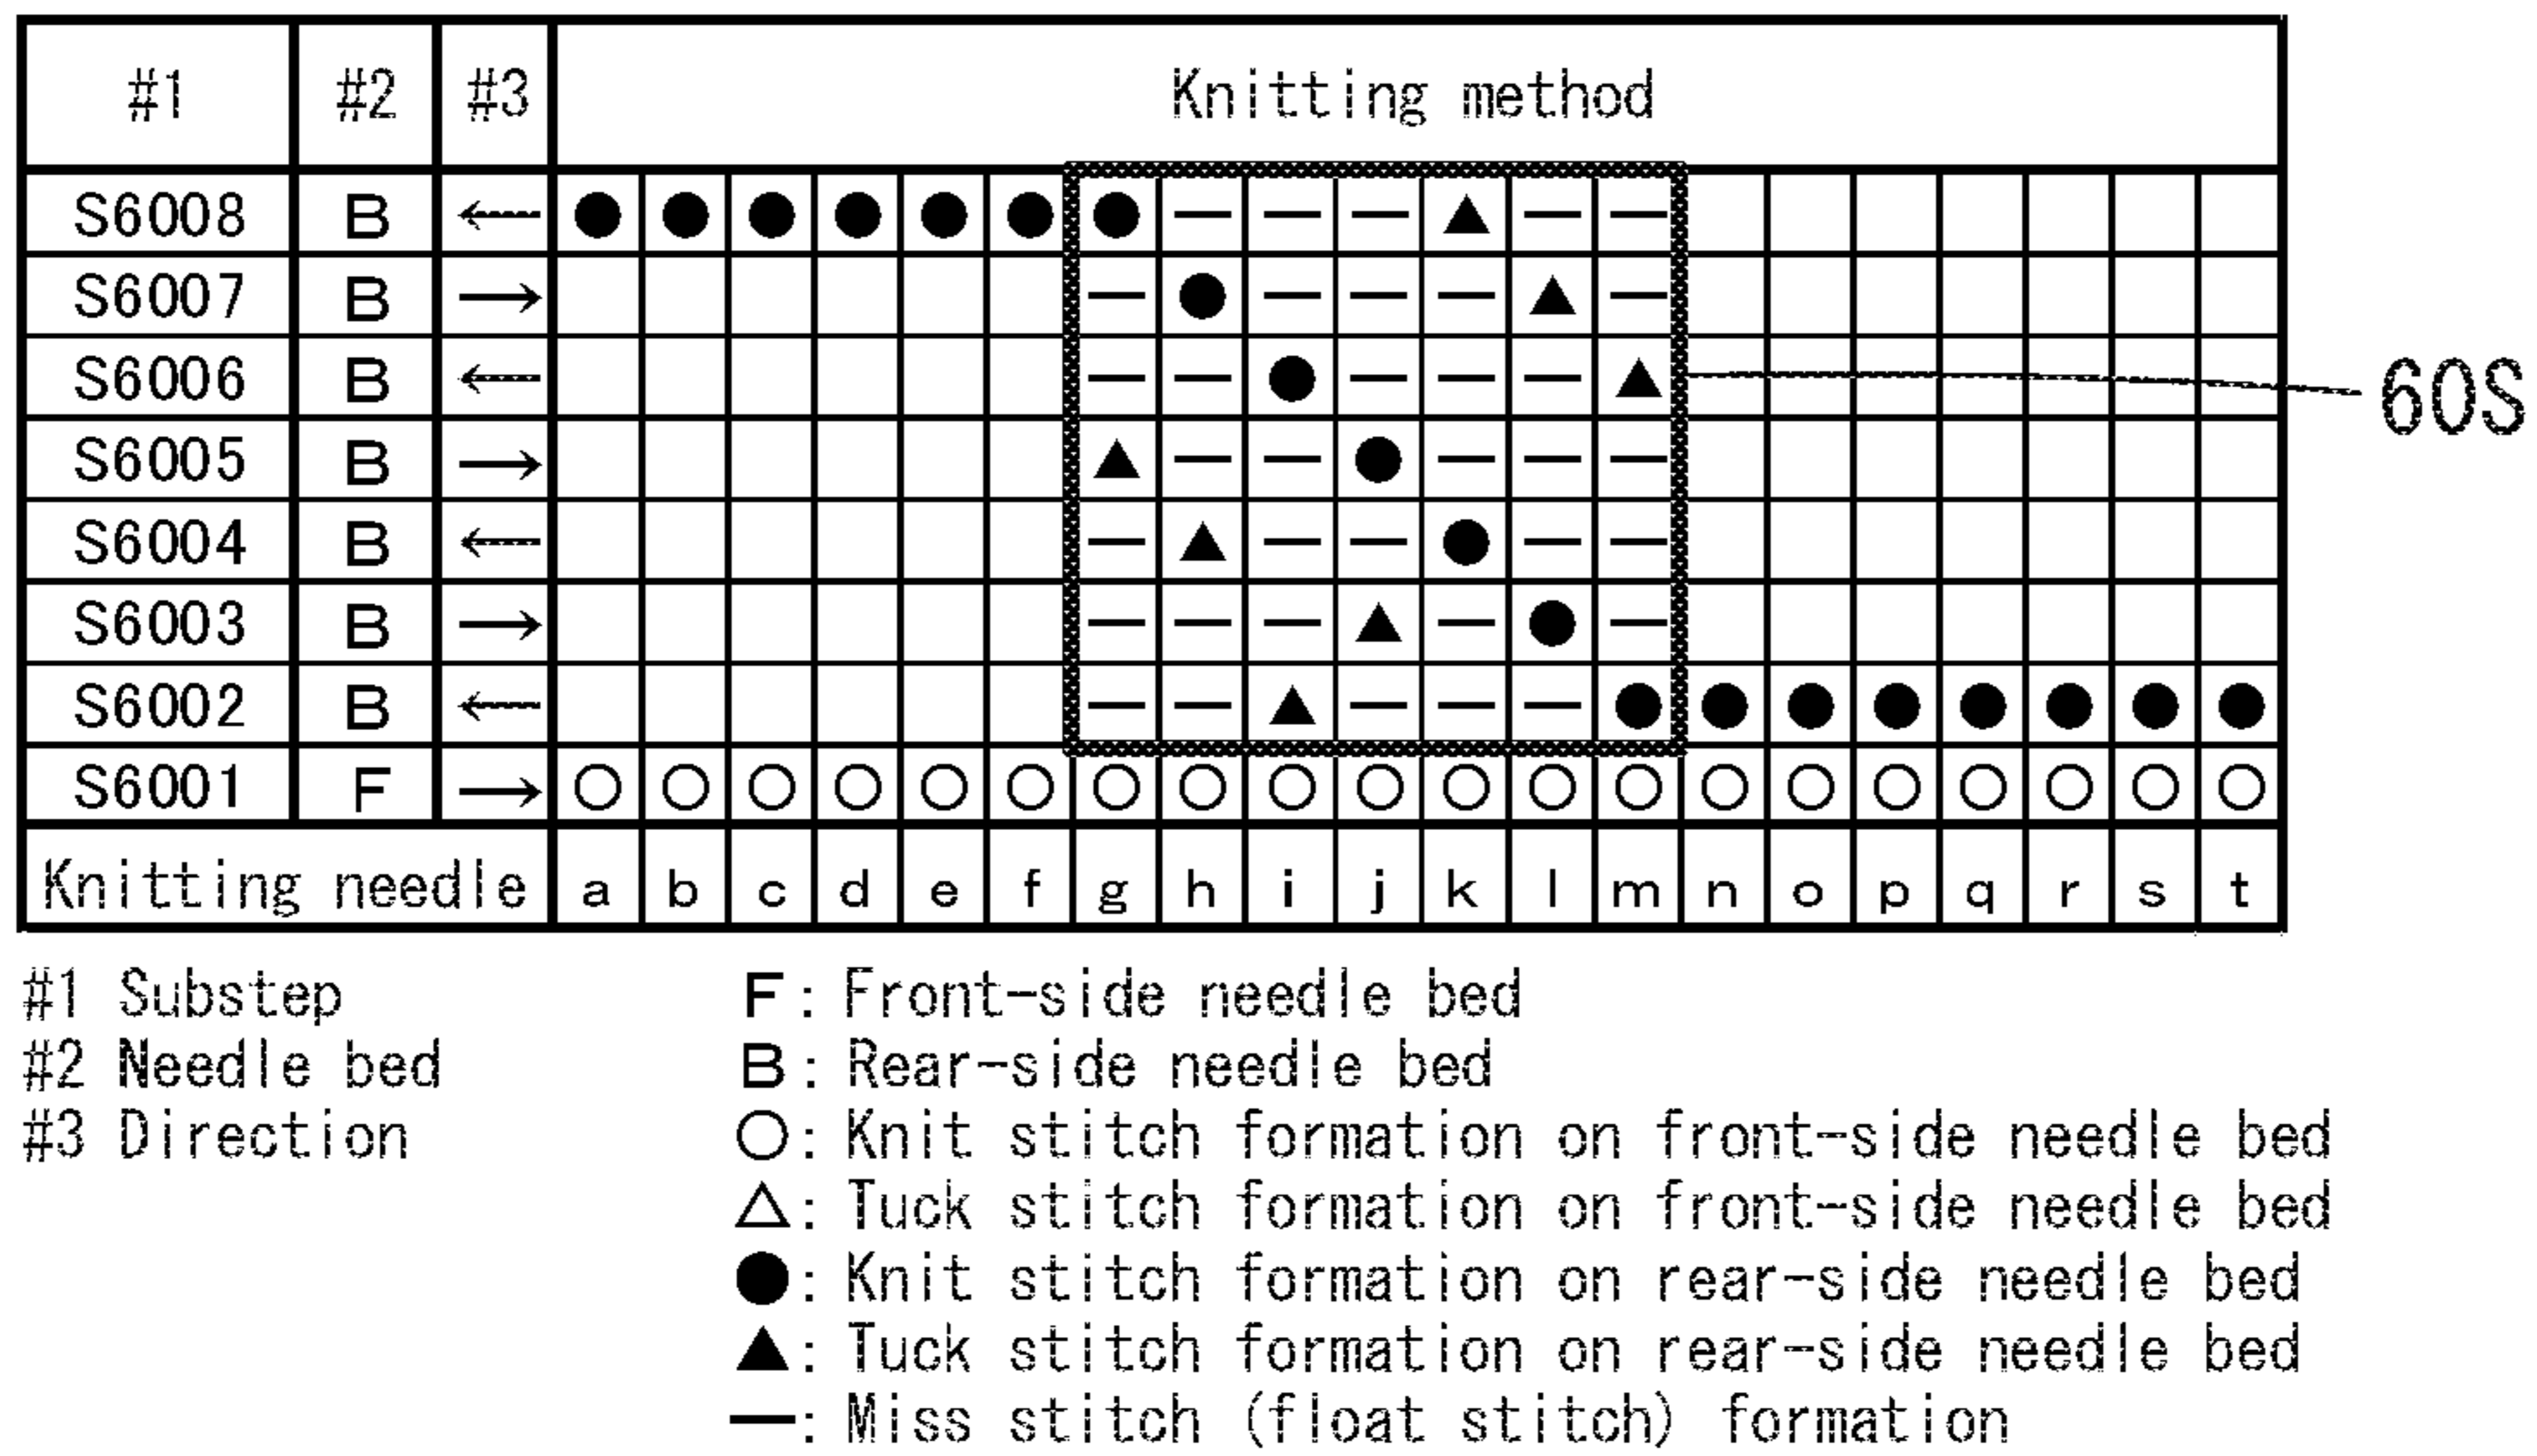 #1 #2 #3 Knitting method
S6008 B ← ● ● ● ● ● ● ● — — — ▲ — —
S6007 B → — ● — — — ▲ —
S6006 B ← — — ● — — — ▲
60S
S6005 B → ▲ — — ● — — —
S6004 B ← — ▲ — — ● — —
S6003 B → — — — ▲ — ● —
S6002 B ← — — ▲ — — — ● ● ● ● ● ● ● ●
S6001 F → ○ ○ ○ ○ ○ ○ ○ ○ ○ ○ ○ ○ ○ ○ ○ ○ ○ ○ ○ ○
Knitting needle a b c d e f g h i j k l m n o p q r s t
#1 Substep
#2 Needle bed
#3 Direction
F: Front-side needle bed
B: Rear-side needle bed
○: Knit stitch formation on front-side needle bed
△: Tuck stitch formation on front-side needle bed
●: Knit stitch formation on rear-side needle bed
▲: Tuck stitch formation on rear-side needle bed
—: Miss stitch (float stitch) formation